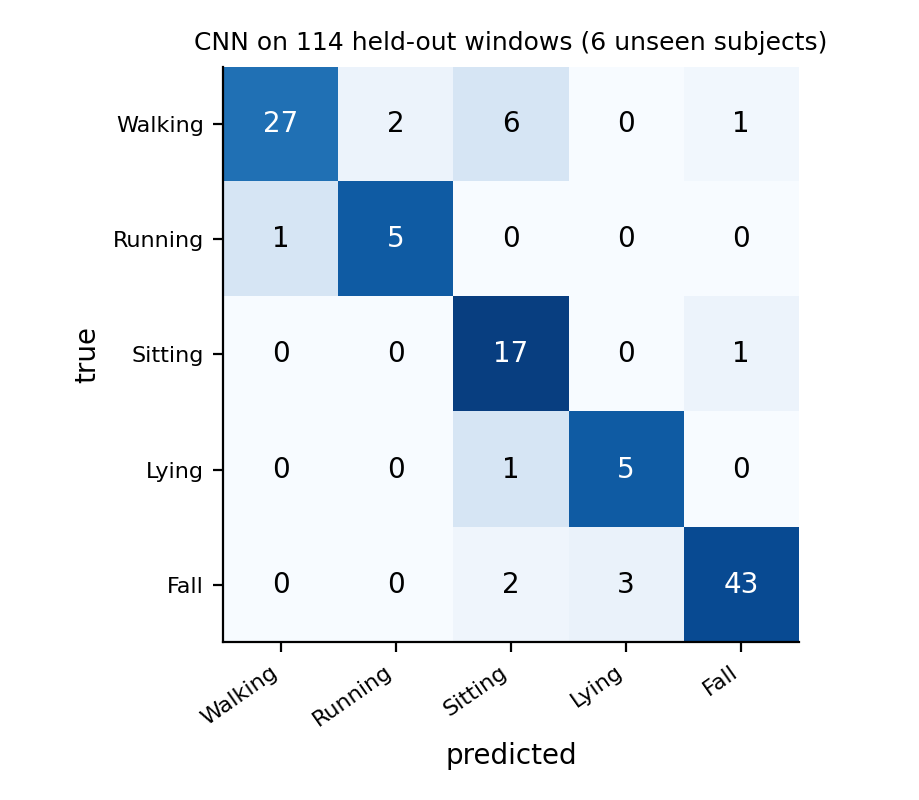 CNN on 114 held-out windows (6 unseen subjects)
Walking 27 2 6 0 1
Running 1 5 0 0 0
Sitting 0 0 17 0 1
Lying 0 0 1 5 0
Fall 0 0 2 3 43
true
Walking Running Sitting Lying Fall
predicted